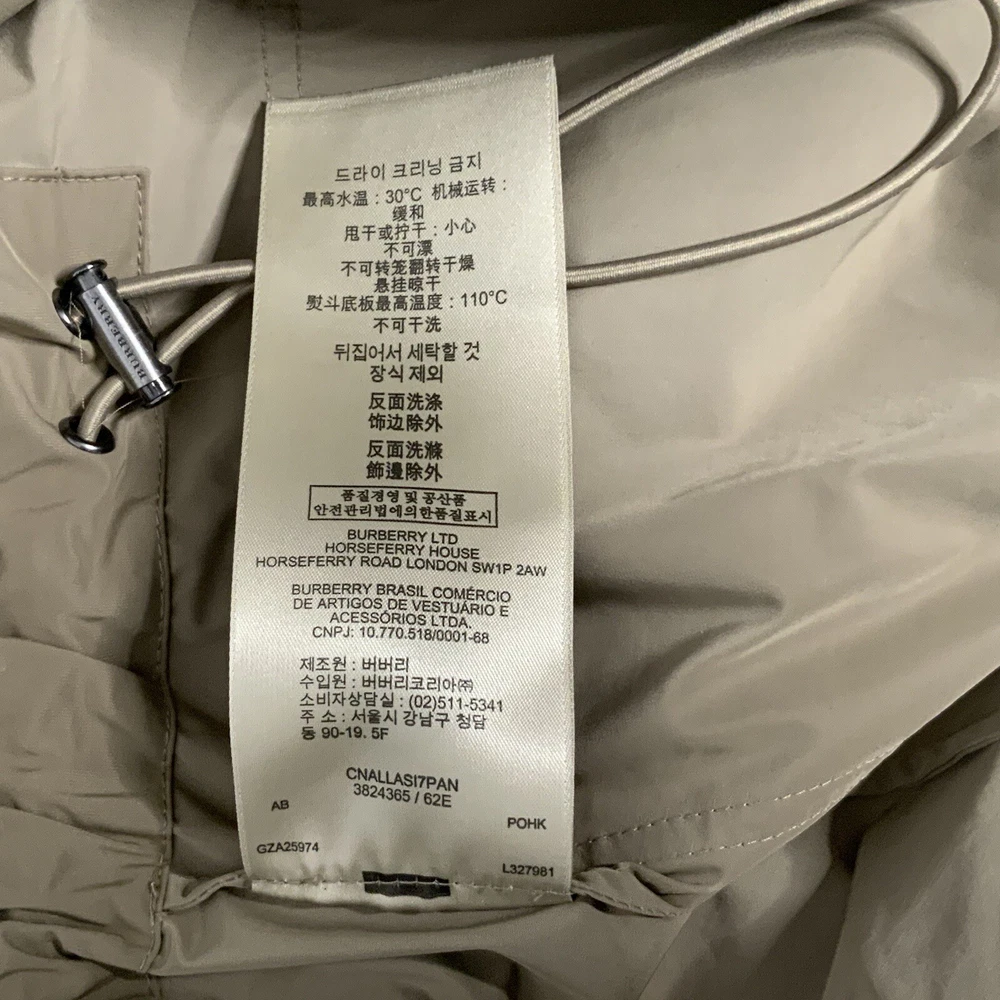 드라이 크리닝 금지
最高水温：30°C 机械运转：
缓和
甩干或拧干：小心
不可漂
不可转笼翻转干燥
悬挂晾干
熨斗底板最高温度：110°C
不可干洗
뒤집어서 세탁할 것
장식 제외
反面洗涤
饰边除外
反面洗滌
飾邊除外
품질경영 및 공산품
안전관리법에의한품질표시
BURBERRY LTD
HORSEFERRY HOUSE
HORSEFERRY ROAD LONDON SW1P 2AW
BURBERRY BRASIL COMÉRCIO
DE ARTIGOS DE VESTUÁRIO E
ACESSÓRIOS LTDA.
CNPJ: 10.770.518/0001-68
제조원 : 버버리
수입원 : 버버리코리아㈜
소비자상담실 : (02)511-5341
주 소 : 서울시 강남구 청담
동 90-19. 5F
CNALLASI7PAN
3824365 / 62E
AB
POHK
GZA25974
L327981
BURBERRY